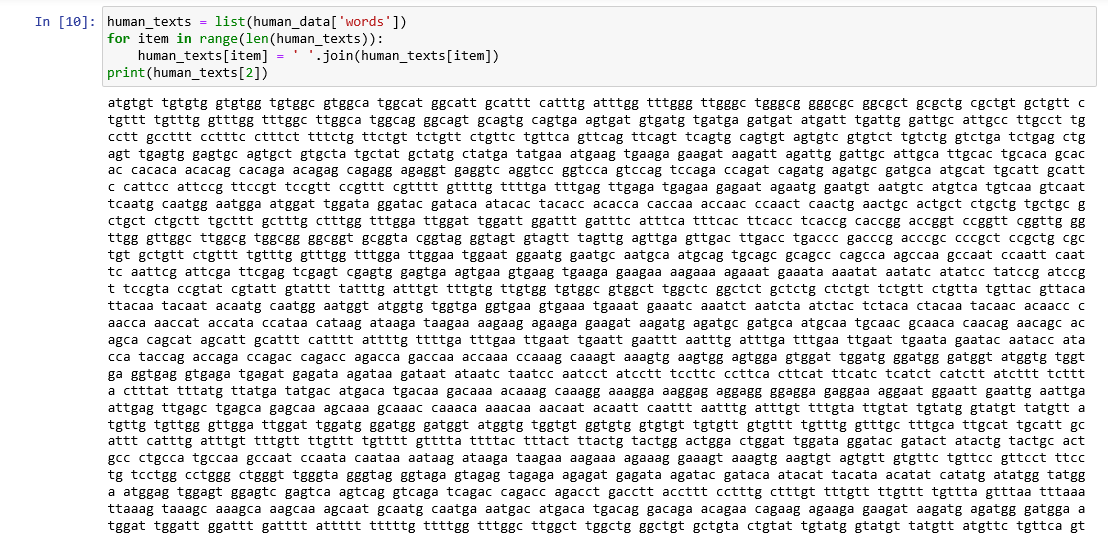 In [10]: human_texts = list(human_data['words'])
for item in range(len(human_texts)):
    human_texts[item] = ' '.join(human_texts[item])
print(human_texts[2])
atgtgt tgtgtg gtgtgg tgtggc gtggca tggcat ggcatt gcattt catttg atttgg tttggg ttgggc tgggcg gggcgc ggcgct gcgctg cgctgt gctgtt c
tgttt tgtttg gtttgg tttggc ttggca tggcag ggcagt gcagtg cagtga agtgat gtgatg tgatga gatgat atgatt tgattg gattgc attgcc ttgcct tg
cctt gccttt cctttc ctttct tttctg ttctgt tctgtt ctgttc tgttca gttcag ttcagt tcagtg cagtgt agtgtc gtgtct tgtctg gtctga tctgag ctg
agt tgagtg gagtgc agtgct gtgcta tgctat gctatg ctatga tatgaa atgaag tgaaga gaagat aagatt agattg gattgc attgca ttgcac tgcaca gcac
ac cacaca acacag cacaga acagag cagagg agaggt gaggtc aggtcc ggtcca gtccag tccaga ccagat cagatg agatgc gatgca atgcat tgcatt gcatt
c cattcc attccg ttccgt tccgtt ccgttt cgtttt gttttg ttttga tttgag ttgaga tgagaa gagaat agaatg gaatgt aatgtc atgtca tgtcaa gtcaat
tcaatg caatgg aatgga atggat tggata ggatac gataca atacac tacacc acacca caccaa accaac ccaact caactg aactgc actgct ctgctg tgctgc g
ctgct ctgctt tgcttt gctttg ctttgg tttgga ttggat tggatt ggattt gatttc atttca tttcac ttcacc tcaccg caccgg accggt ccggtt cggttg gg
ttgg gttggc ttggcg tggcgg ggcggt gcggta cggtag ggtagt gtagtt tagttg agttga gttgac ttgacc tgaccc gacccg acccgc cccgct ccgctg cgc
tgt gctgtt ctgttt tgtttg gtttgg tttgga ttggaa tggaat ggaatg gaatgc aatgca atgcag tgcagc gcagcc cagcca agccaa gccaat ccaatt caat
tc aattcg attcga ttcgag tcgagt cgagtg gagtga agtgaa gtgaag tgaaga gaagaa aagaaa agaaat gaaata aaatat aatatc atatcc tatccg atccg
t tccgta ccgtat cgtatt gtattt tatttg atttgt tttgtg ttgtgg tgtggc gtggct tggctc ggctct gctctg ctctgt tctgtt ctgtta tgttac gttaca
ttacaa tacaat acaatg caatgg aatggt atggtg tggtga ggtgaa gtgaaa tgaaat gaaatc aaatct aatcta atctac tctaca ctacaa tacaac acaacc c
aaccca aaccat accata ccataa cataag ataaga taagaa aagaag agaaga gaagat aagatg agatgc gatgca atgcaa tgcaac gcaaca caacag aacagc ac
agca cagcat agcatt gcattt catttt attttg ttttga tttgaa ttgaat tgaatt gaattt aatttg atttga tttgaa ttgaat tgaata gaatac aatacc ata
cca taccag accaga ccagac cagacc agacca gaccaa accaaa ccaaag caaagt aaagtg aagtgg agtgga gtggat tggatg ggatgg gatggt atggtg tggt
ga ggtgag gtgaga tgagat gagata agataa gataat ataatc taatcc aatcct atcctt tccttc ccttca cttcat ttcatc tcatct catctt atcttt tcttt
a ctttat tttatg ttatga tatgac atgaca tgacaa gacaaa acaaag caaagg aaagga aaggag aggagg ggagga gaggaa aggaat ggaatt gaattg aattga
attgag ttgagc tgagca gagcaa agcaaa gcaaac caaaca aaacaa aacaat acaatt caattt aatttg atttgt tttgta ttgtat tgtatg gtatgt tatgtt a
tgttg tgttgg gttgga ttggat tggatg ggatgg gatggt atggtg tggtgt ggtgtg gtgtgt tgtgtt gtgttt tgtttg gtttgc tttgca ttgcat tgcatt gc
attt catttg atttgt tttgtt ttgttt tgtttt gtttta ttttac tttact ttactg tactgg actgga ctggat tggata ggatac gatact atactg tactgc act
gcc ctgcca tgccaa gccaat ccaata caataa aataag ataaga taagaa aagaaa agaaag gaaagt aaagtg aagtgt agtgtt gtgttc tgttcc gttcct ttcc
tg tcctgg cctggg ctgggt tgggta gggtag ggtaga gtagag tagaga agagat gagata agatac gataca atacat tacata acatat catatg atatgg tatgg
a atggag tggagt ggagtc gagtca agtcag gtcaga tcagac cagacc agacct gacctt accttt cctttg ctttgt tttgtt ttgttt tgttta gtttaa tttaaa
ttaaag taaagc aaagca aagcaa agcaat gcaatg caatga aatgac atgaca tgacag gacaga acagaa cagaag agaaga gaagat aagatg agatgg gatgga a
tggat tggatt ggattt gatttt attttt tttttg ttttgg tttggc ttggct tggctg ggctgt gctgta ctgtat tgtatg gtatgt tatgtt atgttc tgttca gt